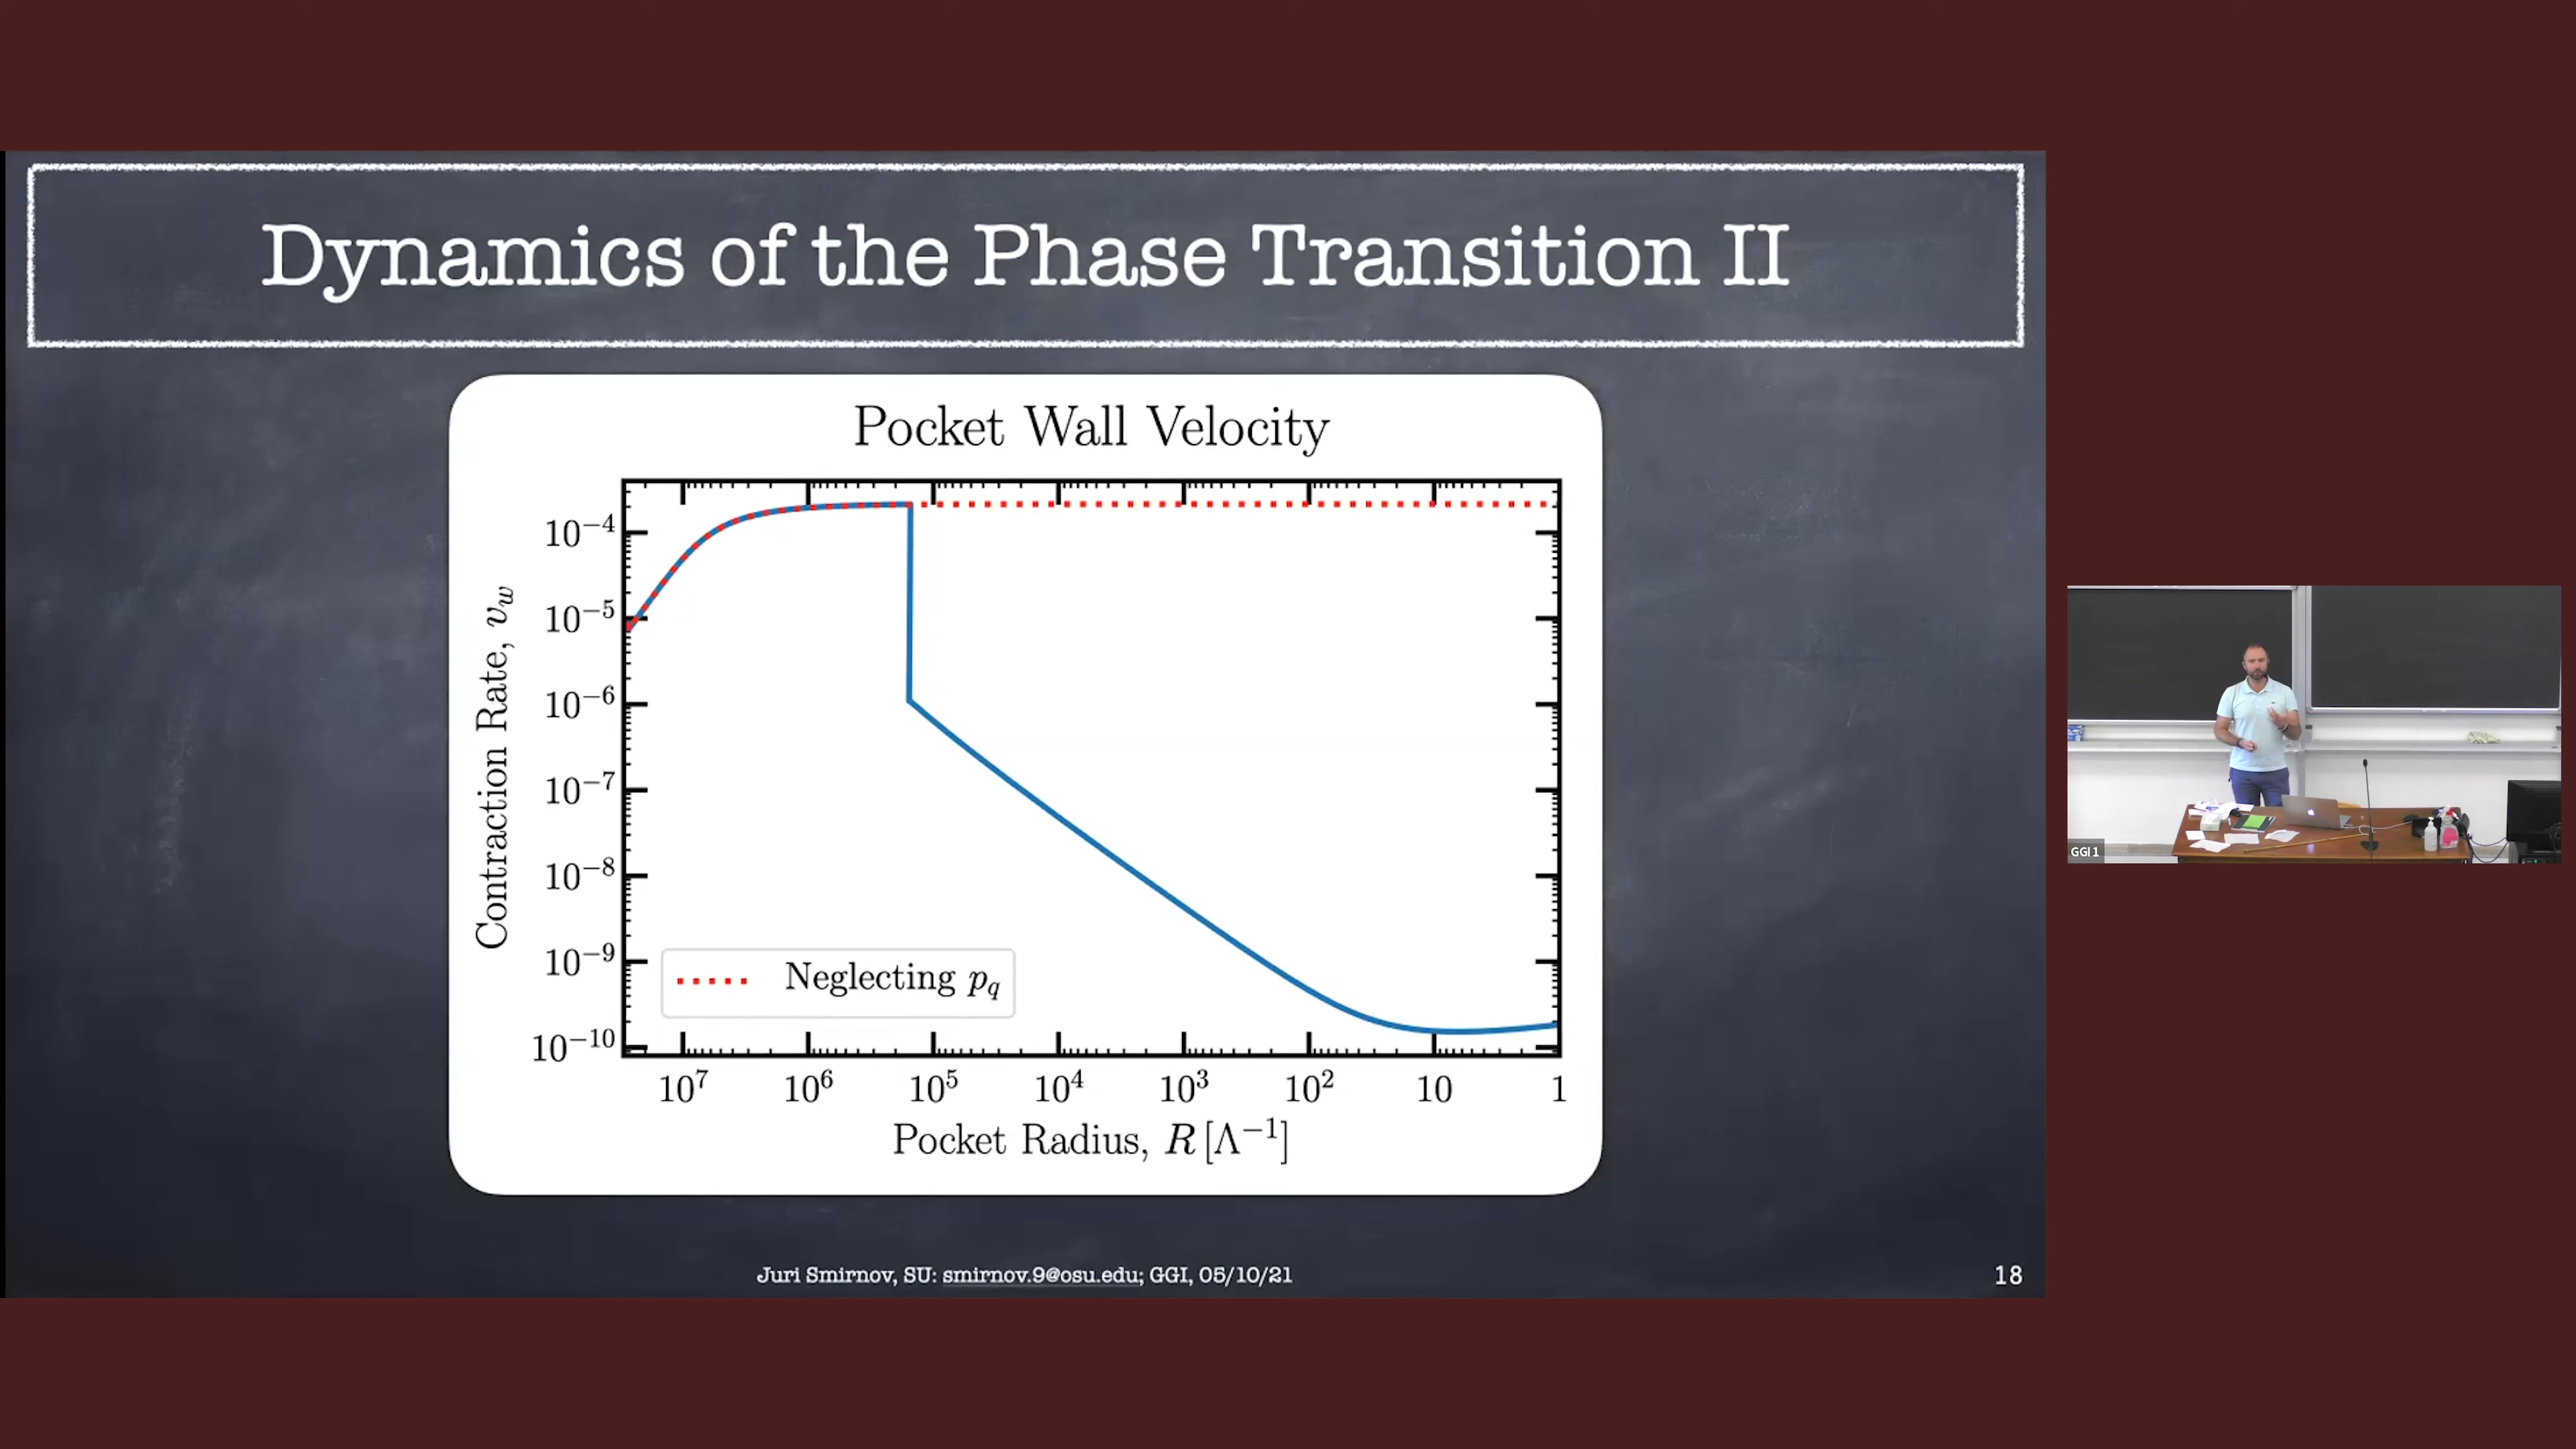 Dynamics of the Phase Transition II
Pocket Wall Velocity
Contraction Rate, v_w
10^{-4}
10^{-5}
10^{-6}
10^{-7}
10^{-8}
10^{-9}
10^{-10}
Neglecting p_q
10^7 10^6 10^5 10^4 10^3 10^2 10 1
Pocket Radius, R [Λ^{-1}]
Juri Smirnov, SU: smirnov.9@osu.edu; GGI, 05/10/21
18
GGI 1